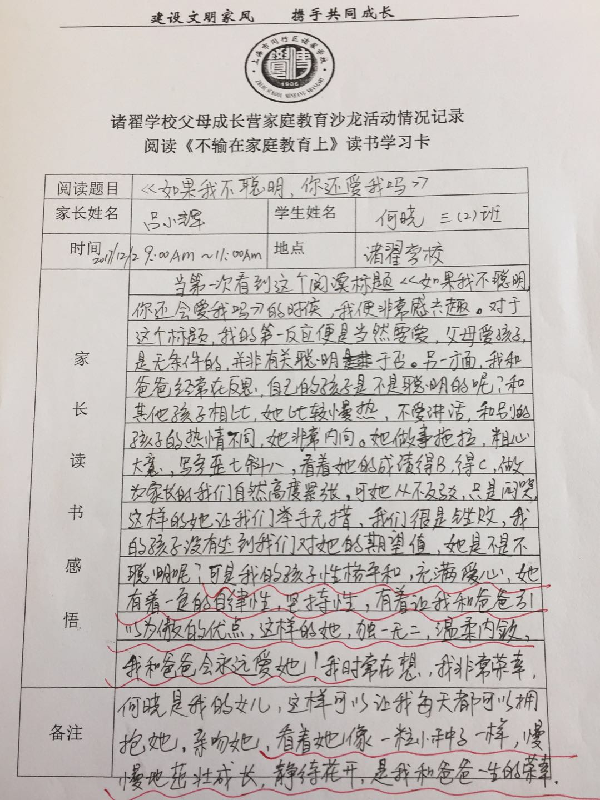 建设文明家风 携手共同成长
1905
诸翟学校父母成长营家庭教育沙龙活动情况记录
阅读《不输在家庭教育上》读书学习卡
阅读题目 《如果我不聪明,你还爱我吗》
家长姓名 吕小 学生姓名 何晓 三(2)班
时间 2017/12/2 9:00Am～11:00Am 地点 诸翟学校
家长读书感悟
当第一次看到这个阅读标题《如果我不聪明
你还会爱我吗》的时候,我便非常感兴趣。对于
这个标题,我的第一反应便是当然要爱,父母爱孩子,
是无条件的,并非有关聪明于否。另一方面,我和
爸爸经常在反思,自己的孩子是不是聪明的呢?和
其他孩子相比,她比较慢热,不爱讲话,和别的
孩子的热情不同,她非常内向。她做事拖拉,粗心
大意,写字歪七斜八,看着她的成绩得B,得C,做
为家长的我们自然高度紧张,可她从不反驳,只是闷哭,
这样的她让我们举手无措,我们很是挫败,我
的孩子没有达到我们对她的期望值,她是不是不
聪明呢?可是我的孩子性格平和,充满爱心,她
有着一定的自律性,坚持性,有着让我和爸爸引
以为傲的优点,这样的她,独一无二,温柔内敛,
我和爸爸会永远爱她!我时常在想,我非常荣幸,
备注
何晓是我的女儿,这样可以让我每天都可以拥
抱她,亲吻她,看着她像一粒小种子一样,慢
慢地茁壮成长,静待花开,是我和爸爸一生的荣幸.